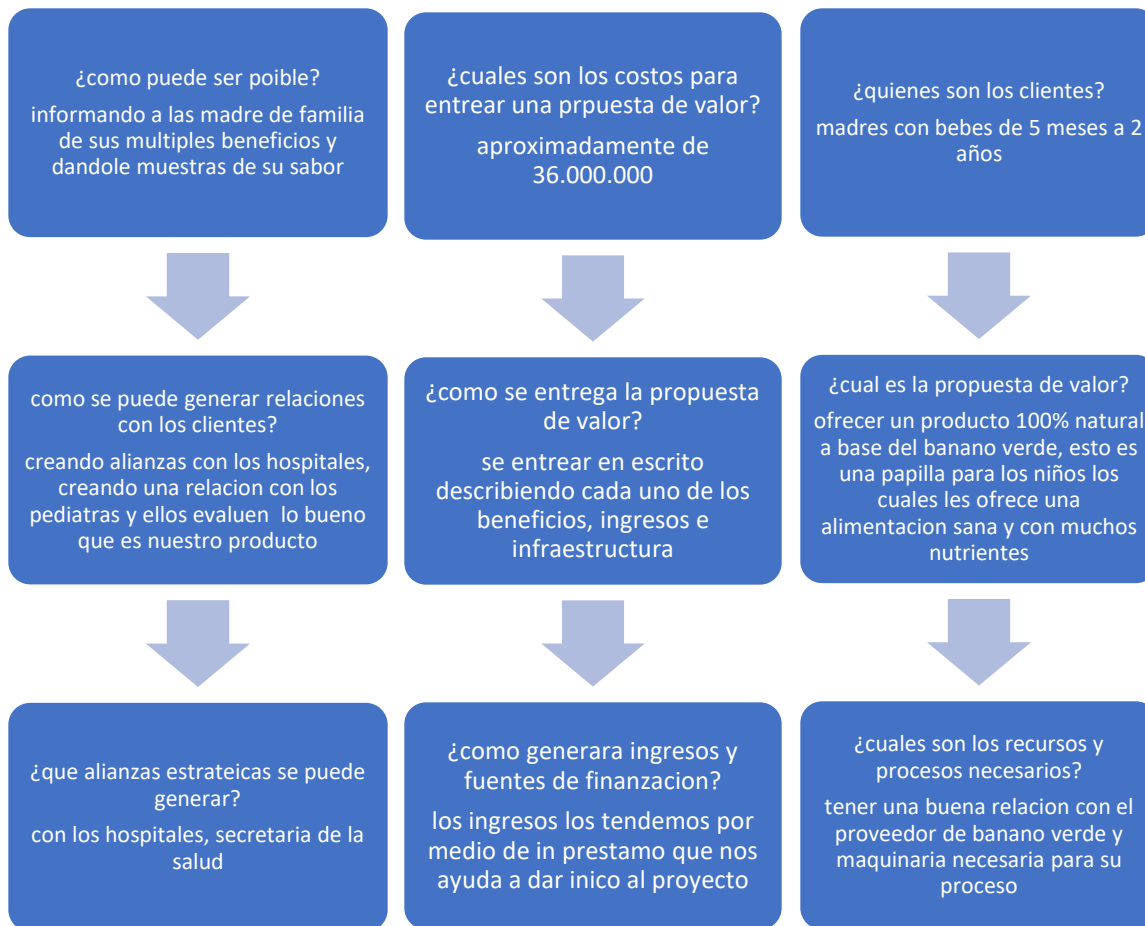 ¿como puede ser poible?
informando a las madre de familia
de sus multiples beneficios y
dandole muestras de su sabor
como se puede generar relaciones
con los clientes?
creando alianzas con los hospitales,
creando una relacion con los
pediatras y ellos evaluen lo bueno
que es nuestro producto
¿que alianzas estrateicas se puede
generar?
con los hospitales, secretaria de la
salud
¿cuales son los costos para
entrear una prpuesta de valor?
aproximadamente de
36.000.000
¿como se entrega la propuesta
de valor?
se entrear en escrito
describiendo cada uno de los
beneficios, ingresos e
infraestructura
¿como generara ingresos y
fuentes de finanzacion?
los ingresos los tendemos por
medio de in prestamo que nos
ayuda a dar inico al proyecto
¿quienes son los clientes?
madres con bebes de 5 meses a 2
años
¿cual es la propuesta de valor?
ofrecer un producto 100% natural
a base del banano verde, esto es
una papilla para los niños los
cuales les ofrece una
alimentacion sana y con muchos
nutrientes
¿cuales son los recursos y
procesos necesarios?
tener una buena relacion con el
proveedor de banano verde y
maquinaria necesaria para su
proceso